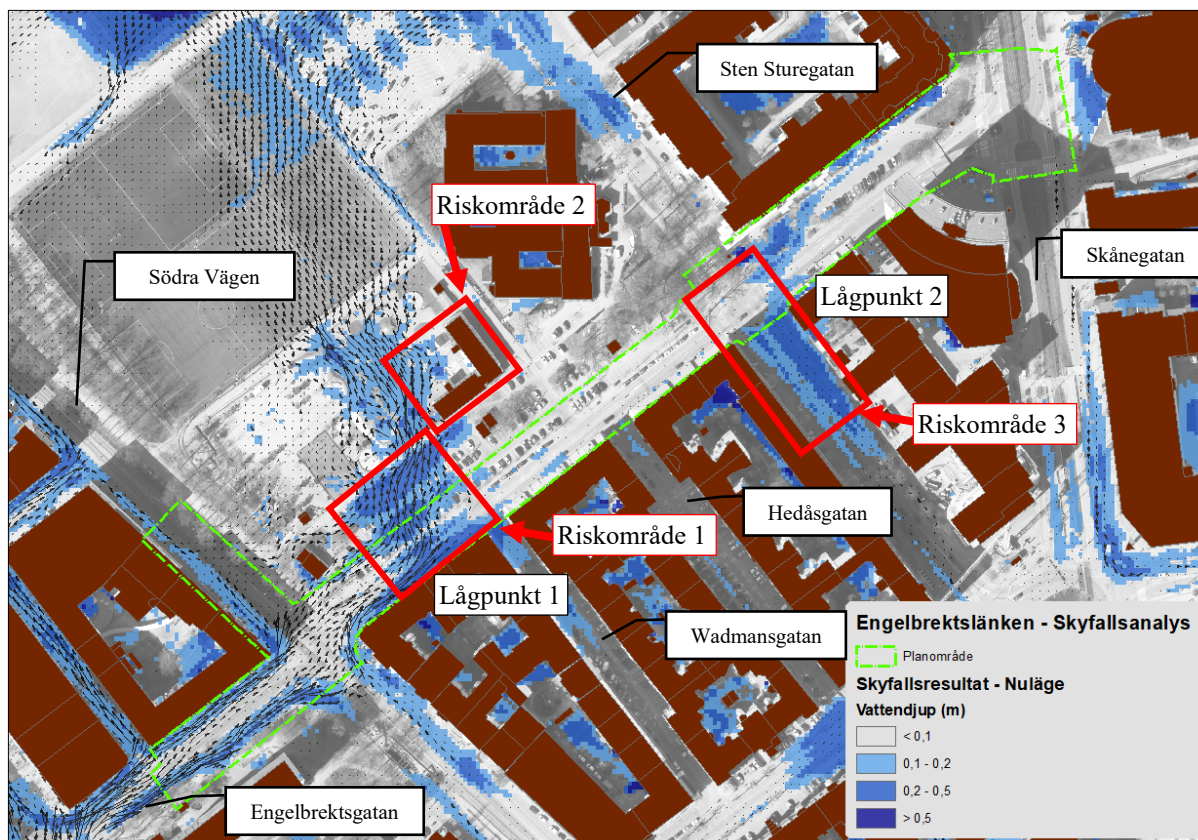 Sten Sturegatan
Riskområde 2
Södra Vägen
Skånegatan
Lågpunkt 2
Riskområde 3
Hedåsgatan
Riskområde 1
Lågpunkt 1
Wadmansgatan
Engelbrektsgatan
Engelbrektslänken - Skyfallsanalys
Planområde
Skyfallsresultat - Nuläge
Vattendjup (m)
< 0,1
0,1 - 0,2
0,2 - 0,5
> 0,5